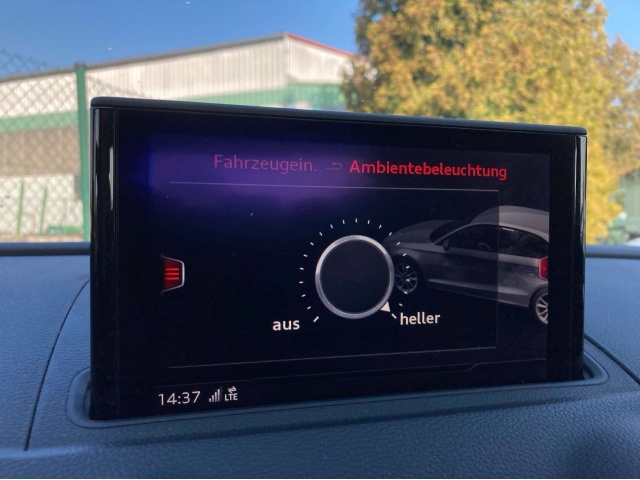 Fahrzeugein. Ambientebeleuchtung
aus heller
14:37 LTE